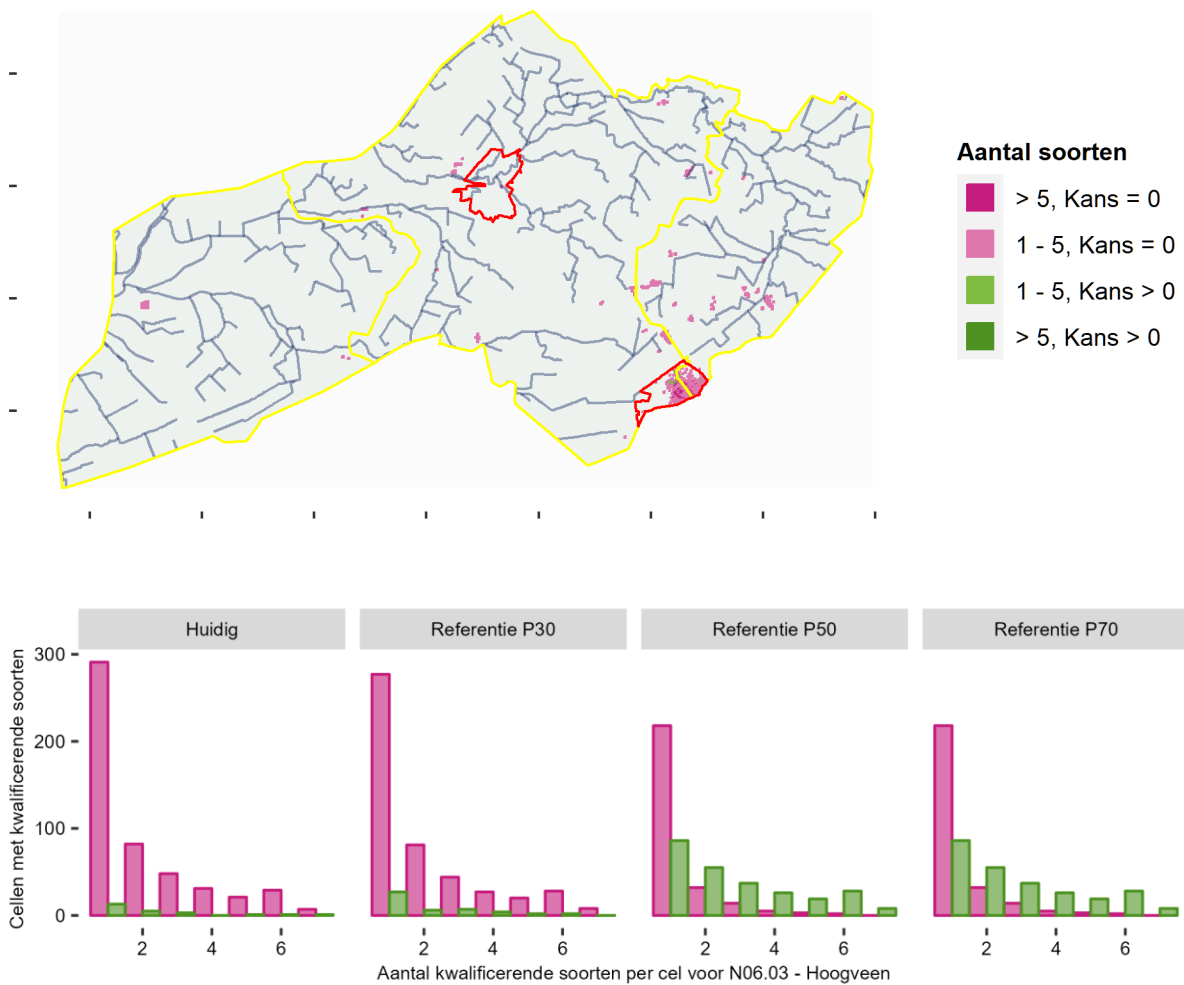 Aantal soorten
> 5, Kans = 0
1 - 5, Kans = 0
1 - 5, Kans > 0
> 5, Kans > 0
Huidig
Referentie P30
Referentie P50
Referentie P70
Cellen met kwalificerende soorten
300
200
100
0
2 4 6
2 4 6
2 4 6
2 4 6
Aantal kwalificerende soorten per cel voor N06.03 - Hoogveen